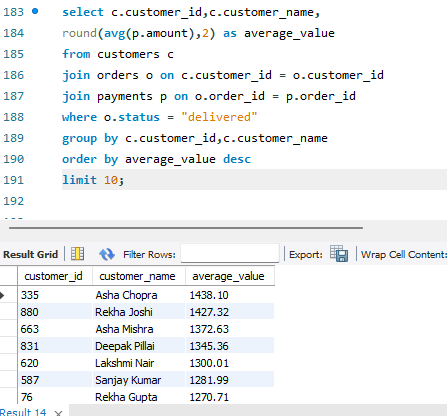 183 select c.customer_id,c.customer_name,
184 round(avg(p.amount),2) as average_value
185 from customers c
186 join orders o on c.customer_id = o.customer_id
187 join payments p on o.order_id = p.order_id
188 where o.status = "delivered"
189 group by c.customer_id,c.customer_name
190 order by average_value desc
191 limit 10;
192
Result Grid Filter Rows: Export: Wrap Cell Content:
customer_id customer_name average_value
335 Asha Chopra 1438.10
880 Rekha Joshi 1427.32
663 Asha Mishra 1372.63
831 Deepak Pillai 1345.36
620 Lakshmi Nair 1300.01
587 Sanjay Kumar 1281.99
76 Rekha Gupta 1270.71
Result 14 ×